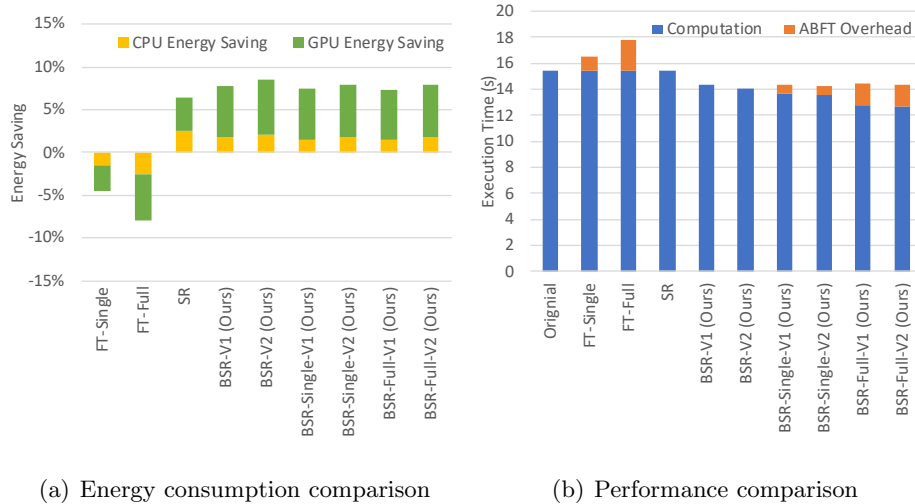 15%
10%
5%
0%
-5%
-10%
-15%
Energy Saving
CPU Energy Saving
GPU Energy Saving
FT-Single
FT-Full
SR
BSR-V1 (Ours)
BSR-V2 (Ours)
BSR-Single-V1 (Ours)
BSR-Single-V2 (Ours)
BSR-Full-V1 (Ours)
BSR-Full-V2 (Ours)
(a) Energy consumption comparison
20
18
16
14
12
10
8
6
4
2
0
Execution Time (s)
Computation
ABFT Overhead
Orignial
FT-Single
FT-Full
SR
BSR-V1 (Ours)
BSR-V2 (Ours)
BSR-Single-V1 (Ours)
BSR-Single-V2 (Ours)
BSR-Full-V1 (Ours)
BSR-Full-V2 (Ours)
(b) Performance comparison